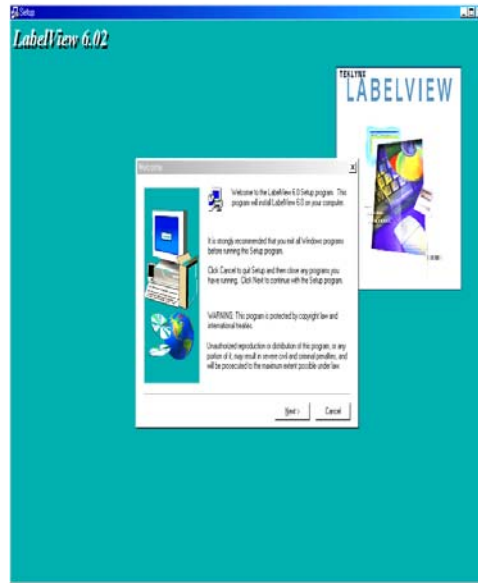 Setup
LabelView 6.02
TEKLYNX
LABELVIEW
Welcome
Welcome to the LabelView 6.0 Setup program. This
program will install LabelView 6.0 on your computer.
It is strongly recommended that you exit all Windows programs
before running this Setup program.
Click Cancel to quit Setup and then close any programs you
have running. Click Next to continue with the Setup program.
WARNING: This program is protected by copyright law and
international treaties.
Unauthorized reproduction or distribution of this program, or any
portion of it, may result in severe civil and criminal penalties, and
will be prosecuted to the maximum extent possible under law.
Next >
Cancel